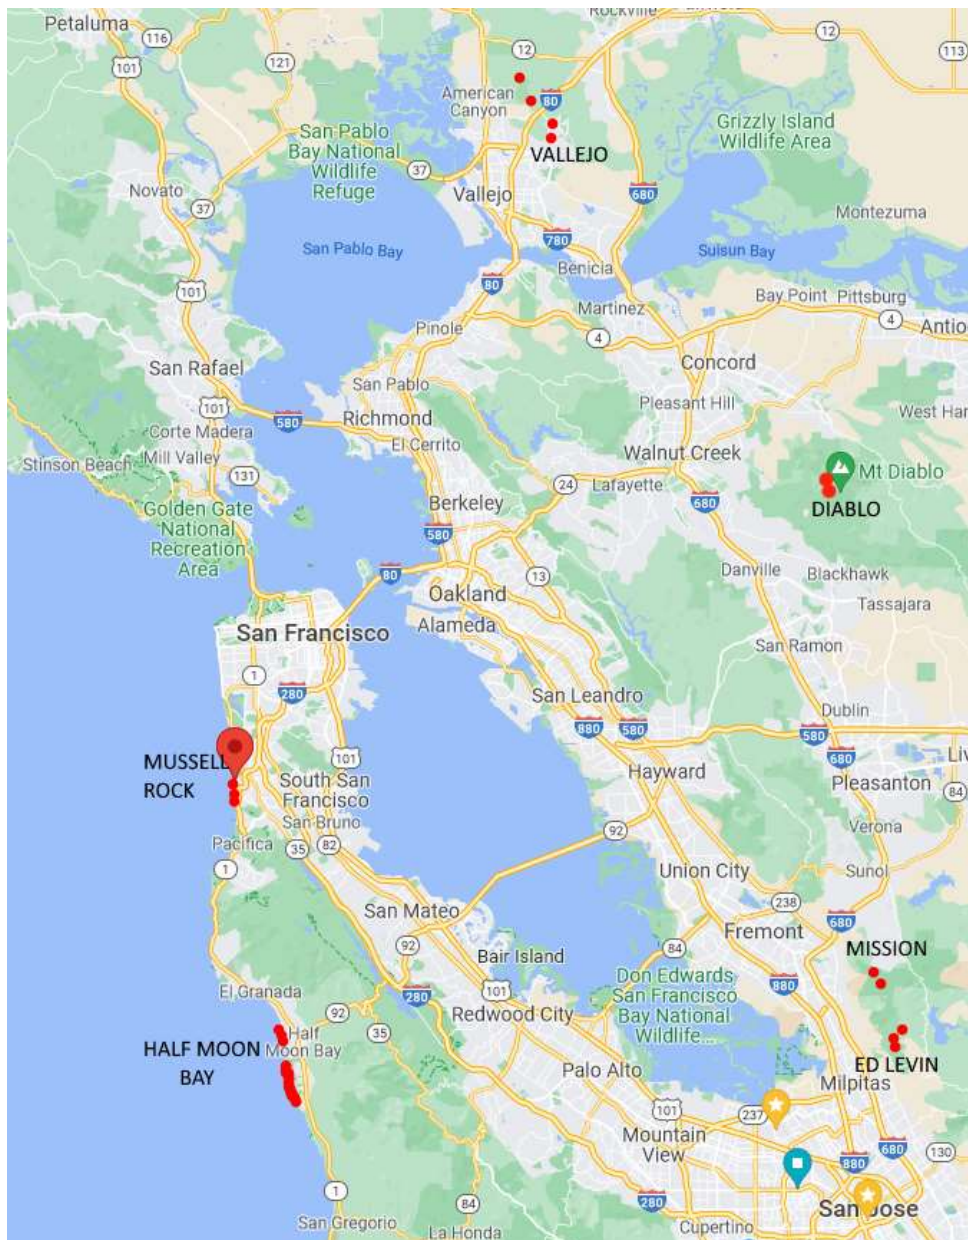 Rockville
Petaluma
116
101
121
12
80
12
113
American
Canyon
San Pablo
Bay National
Wildlife
Refuge
VALLEJO
Grizzly Island
Wildlife Area
37
Vallejo
680
Novato
37
Montezuma
San Pablo Bay
780
Suisun Bay
Benicia
101
80
Martinez
Bay Point
Pittsburg
Pinole
4
4
Antio
San Rafael
Concord
San Pablo
Pleasant Hill
101
580
Richmond
West Har
Corte Madera
El Cerrito
Walnut Creek
Stinson Beach
Mill Valley
131
24
Lafayette
Mt Diablo
Golden Gate
National
Recreation
Area
Berkeley
680
DIABLO
580
80
13
Danville
Blackhawk
Oakland
Tassajara
San Francisco
Alameda
San Ramon
1
280
San Leandro
Dublin
880
580
580
MUSSELL
ROCK
101
680
Liv
South San
Francisco
Hayward
Pleasanton
84
San Bruno
92
Verona
Pacifica
35
82
1
Union City
Sunol
238
San Mateo
680
Fremont
92
84
MISSION
Bair Island
Don Edwards
San Francisco
Bay National
Wildlife...
880
El Granada
280
101
Redwood City
92
35
Half
Moon Bay
HALF MOON
BAY
ED LEVIN
Palo Alto
Milpitas
101
237
Mountain
View
880
680
130
1
280
San Jose
84
San Gregorio
La Honda
Cupertino